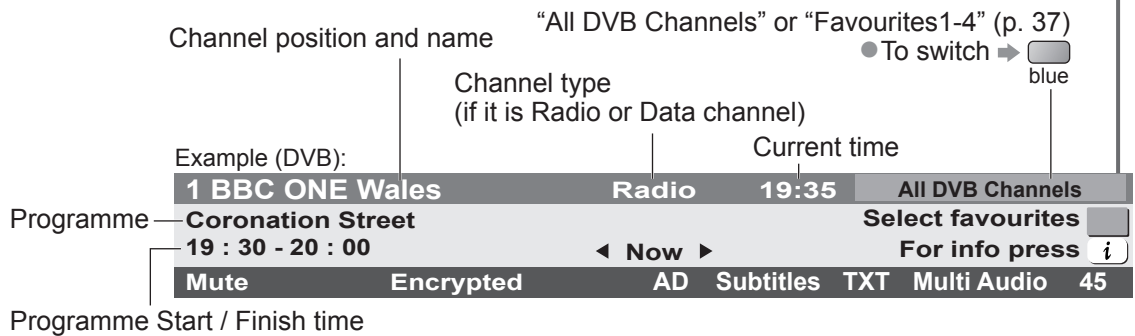 “All DVB Channels” or “Favourites1-4” (p. 37)
Channel position and name
To switch
blue
Channel type
(if it is Radio or Data channel)
Current time
Example (DVB):
1 BBC ONE Wales Radio 19:35 All DVB Channels
Programme Coronation Street Select favourites
19 : 30 - 20 : 00 Now For info press i
Mute Encrypted AD Subtitles TXT Multi Audio 45
Programme Start / Finish time